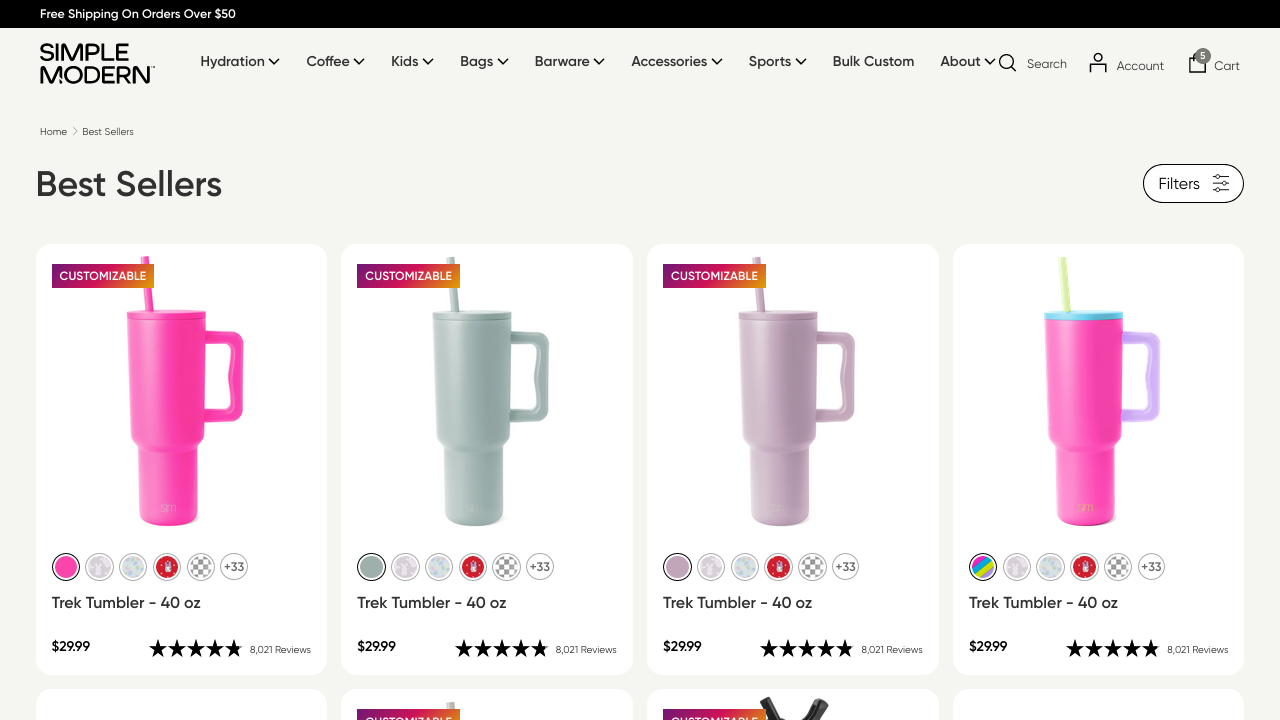 Free Shipping On Orders Over $50
SIMPLE MODERN
Hydration Coffee Kids Bags Barware Accessories Sports Bulk Custom About Search Account 5 Cart
Home Best Sellers
Best Sellers
Filters
CUSTOMIZABLE CUSTOMIZABLE CUSTOMIZABLE
sm
sm
+33 +33 +33 +33
Trek Tumbler - 40 oz Trek Tumbler - 40 oz Trek Tumbler - 40 oz Trek Tumbler - 40 oz
$29.99 8,021 Reviews $29.99 8,021 Reviews $29.99 8,021 Reviews $29.99 8,021 Reviews
CUSTOMIZABLE CUSTOMIZABLE